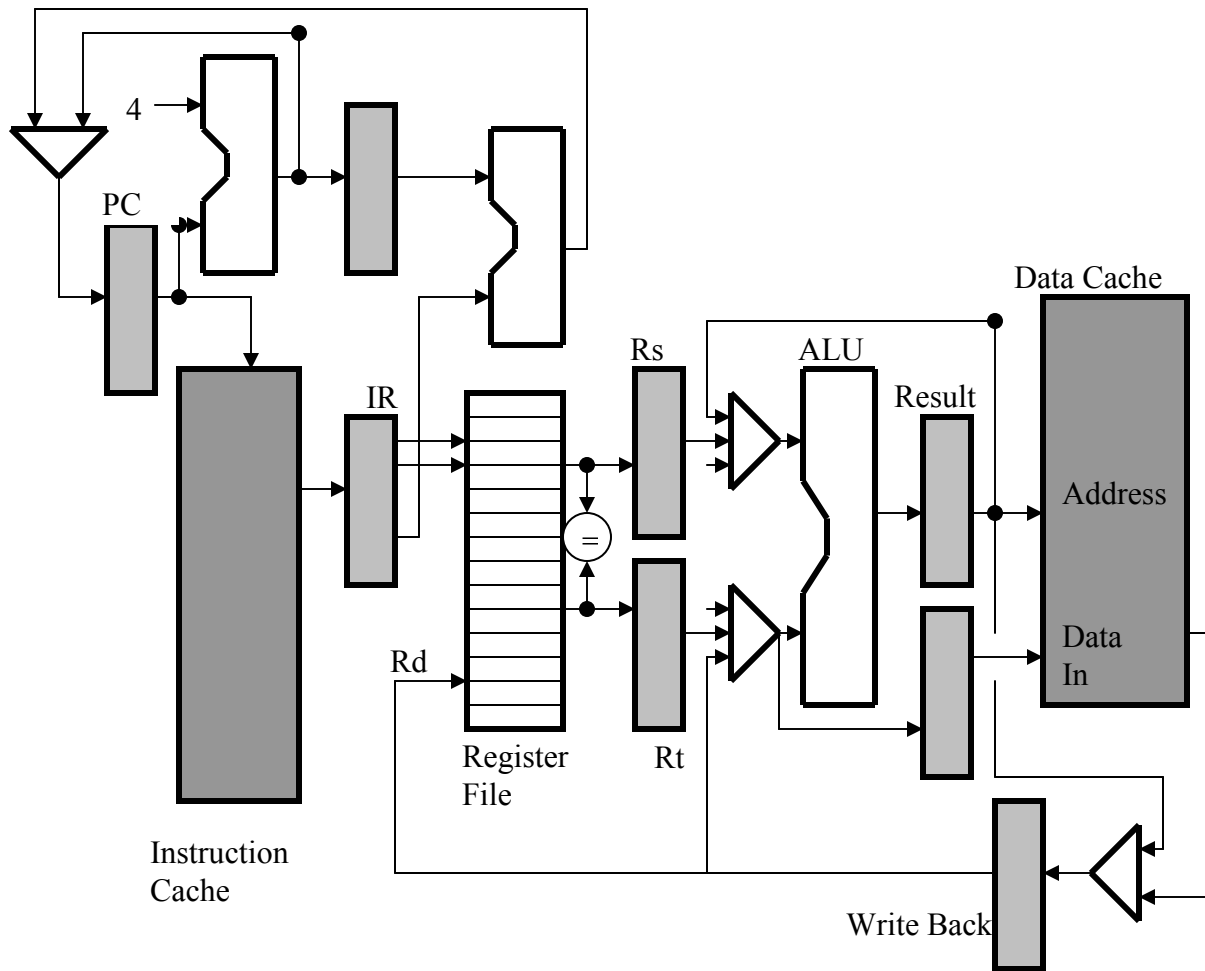 4
PC
Data Cache
Rs
ALU
IR
Result
Address
=
Data
In
Rd
Register
File
Rt
Instruction
Cache
Write Back